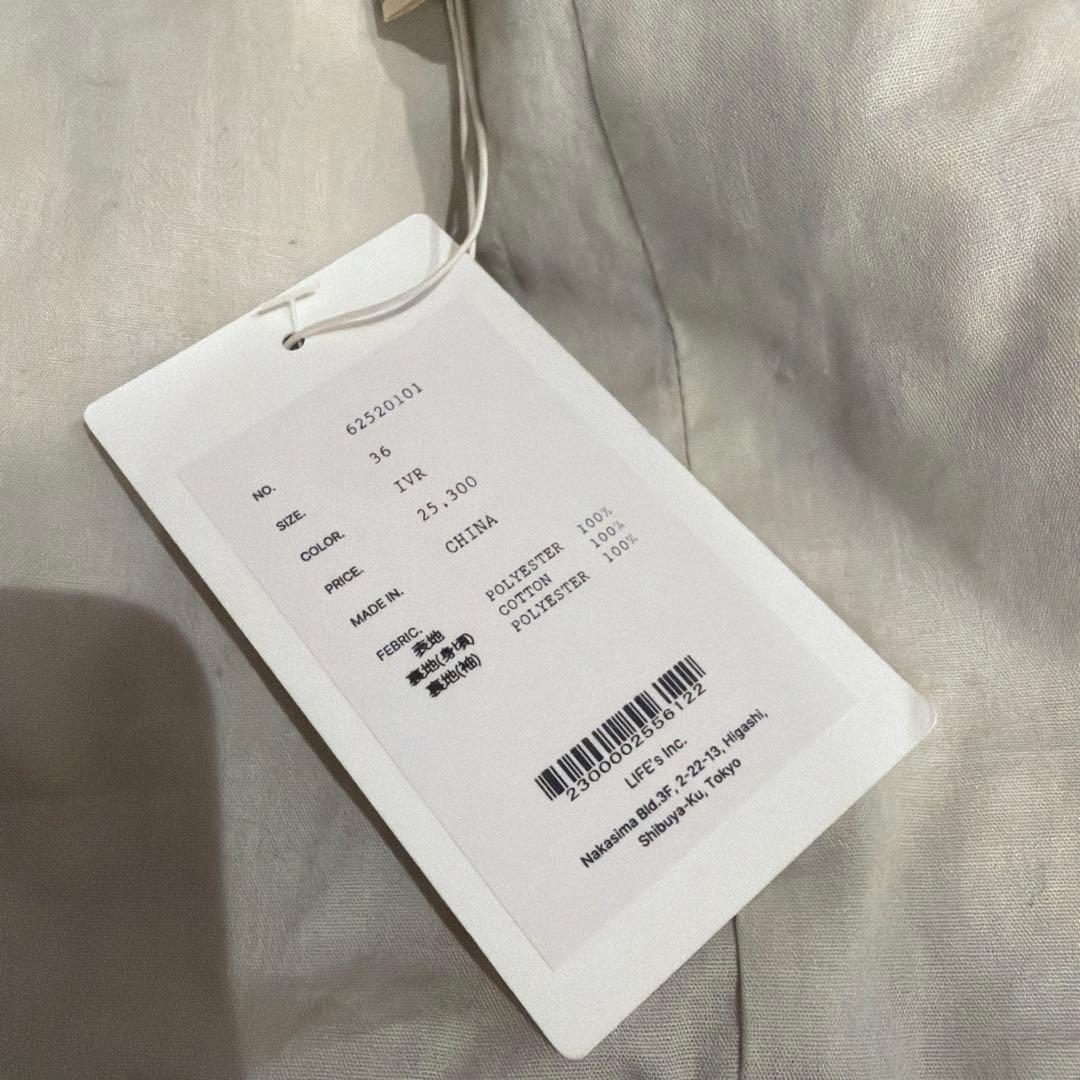 NO. 62520101
SIZE. 36
COLOR. IVR
PRICE. 25,300
MADE IN. CHINA
FEBRIC.
表地 POLYESTER 100%
裏地(身頃) COTTON 100%
裏地(袖) POLYESTER 100%
2300002556122
LIFE's Inc.
Nakasima Bld.3F, 2-22-13, Higashi,
Shibuya-Ku, Tokyo